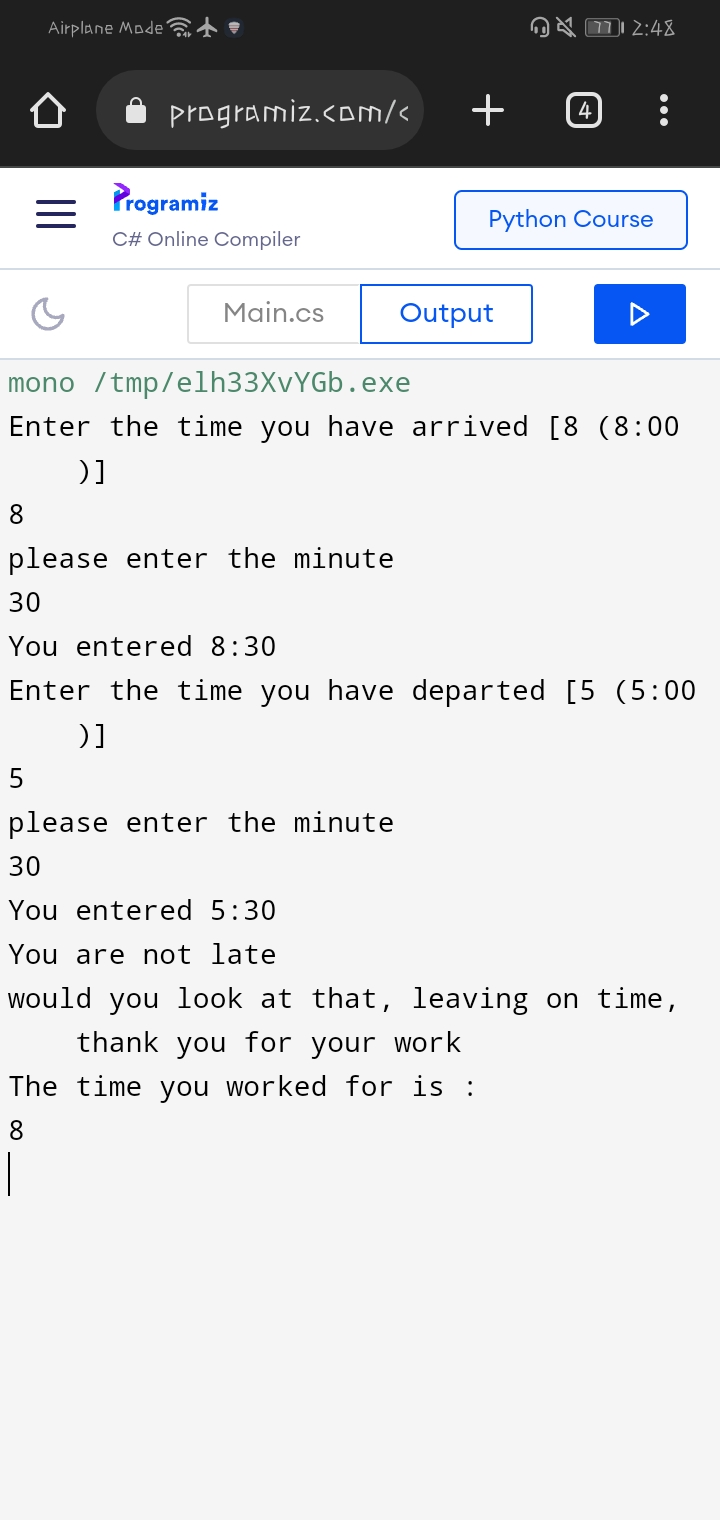 Airplane Mode 77 2:48
programiz.com/c 4
Programiz
C# Online Compiler
Python Course
Main.cs Output
mono /tmp/elh33XvYGb.exe
Enter the time you have arrived [8 (8:00
)]
8
please enter the minute
30
You entered 8:30
Enter the time you have departed [5 (5:00
)]
5
please enter the minute
30
You entered 5:30
You are not late
would you look at that, leaving on time,
thank you for your work
The time you worked for is :
8